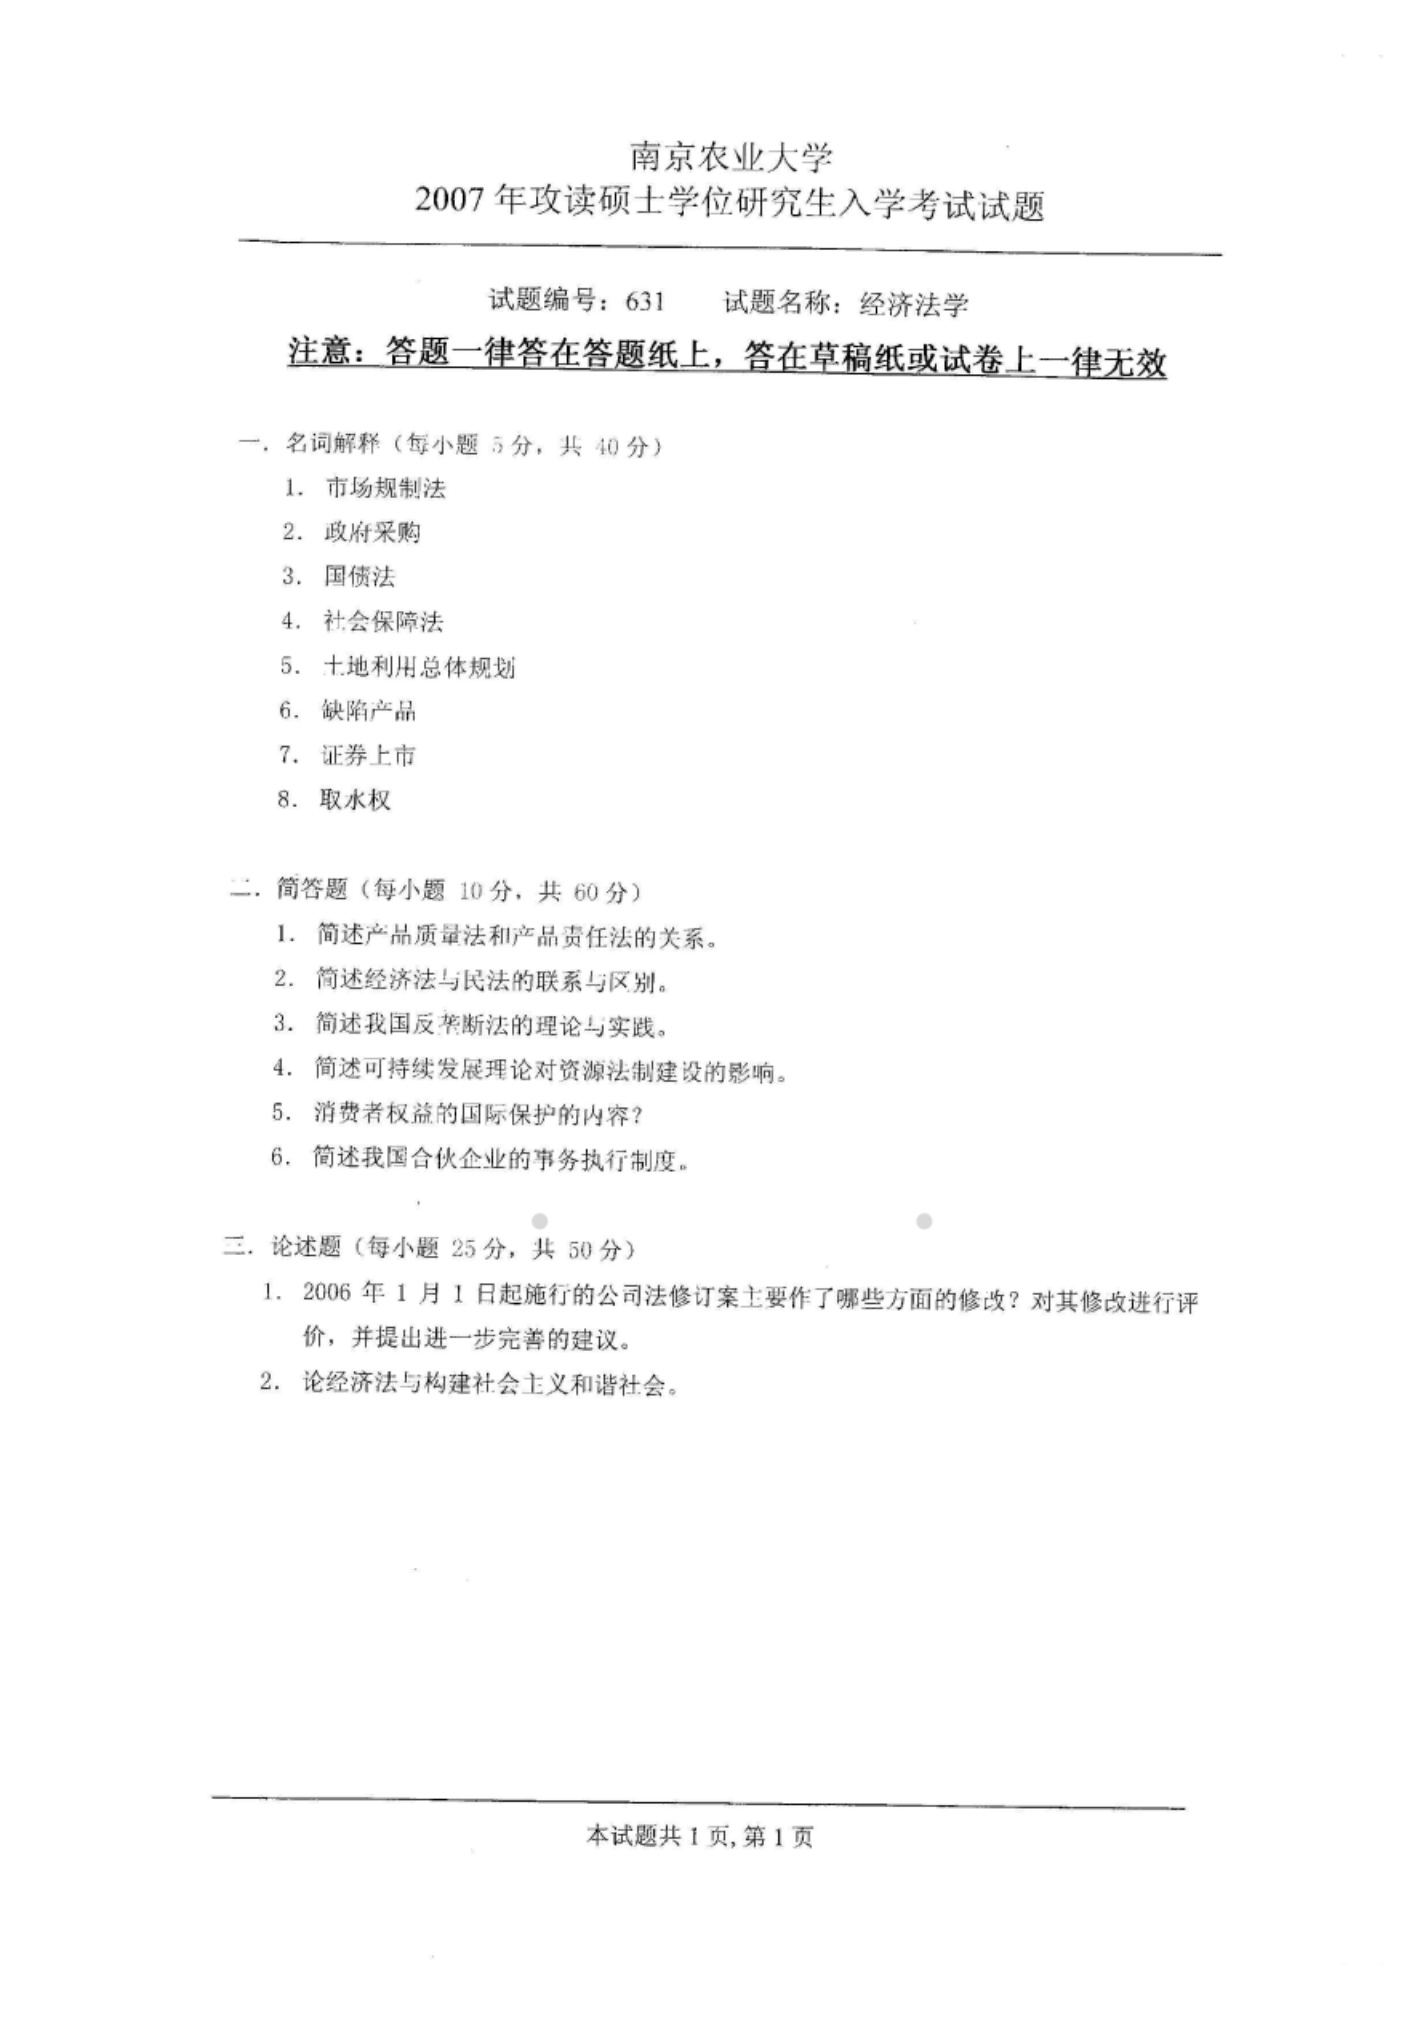 南京农业大学
2007 年攻读硕士学位研究生入学考试试题
试题编号：631 试题名称：经济法学
注意：答题一律答在答题纸上，答在草稿纸或试卷上一律无效
一．名词解释（每小题 5 分，共 40 分）
1. 市场规制法
2. 政府采购
3. 国债法
4. 社会保障法
5. 土地利用总体规划
6. 缺陷产品
7. 证券上市
8. 取水权
二．简答题（每小题 10 分，共 60 分）
1. 简述产品质量法和产品责任法的关系。
2. 简述经济法与民法的联系与区别。
3. 简述我国反垄断法的理论与实践。
4. 简述可持续发展理论对资源法制建设的影响。
5. 消费者权益的国际保护的内容？
6. 简述我国合伙企业的事务执行制度。
三．论述题（每小题 25 分，共 50 分）
1. 2006 年 1 月 1 日起施行的公司法修订案主要作了哪些方面的修改？对其修改进行评
价，并提出进一步完善的建议。
2. 论经济法与构建社会主义和谐社会。
本试题共 1 页, 第 1 页